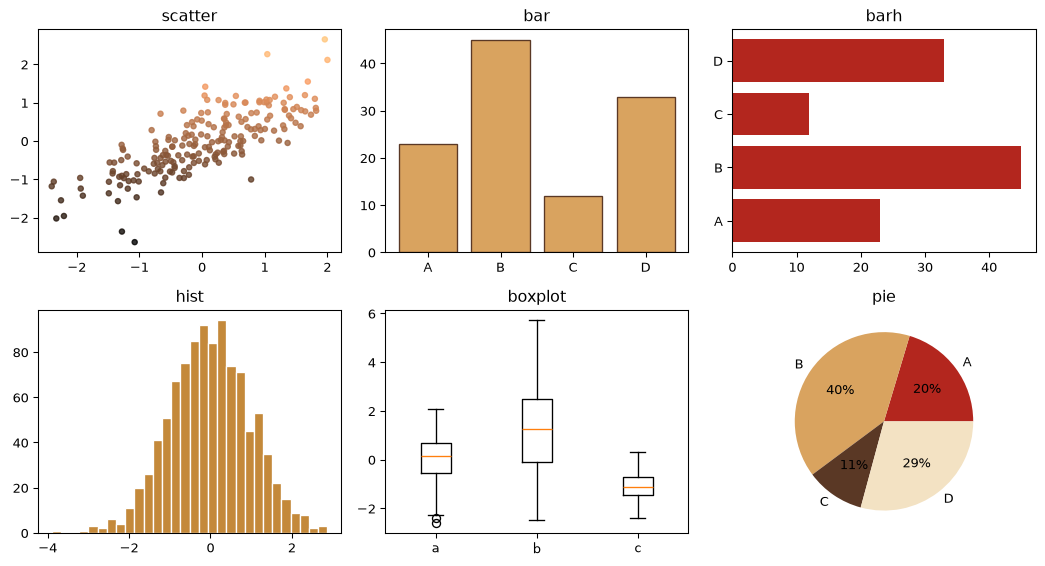 scatter
2
1
0
−1
−2
−2 −1 0 1 2
bar
40
30
20
10
0
A B C D
barh
D
C
B
A
0 10 20 30 40
hist
80
60
40
20
0
−4 −2 0 2
boxplot
6
4
2
0
−2
a b c
pie
A
B
20%
40%
11%
29%
C
D